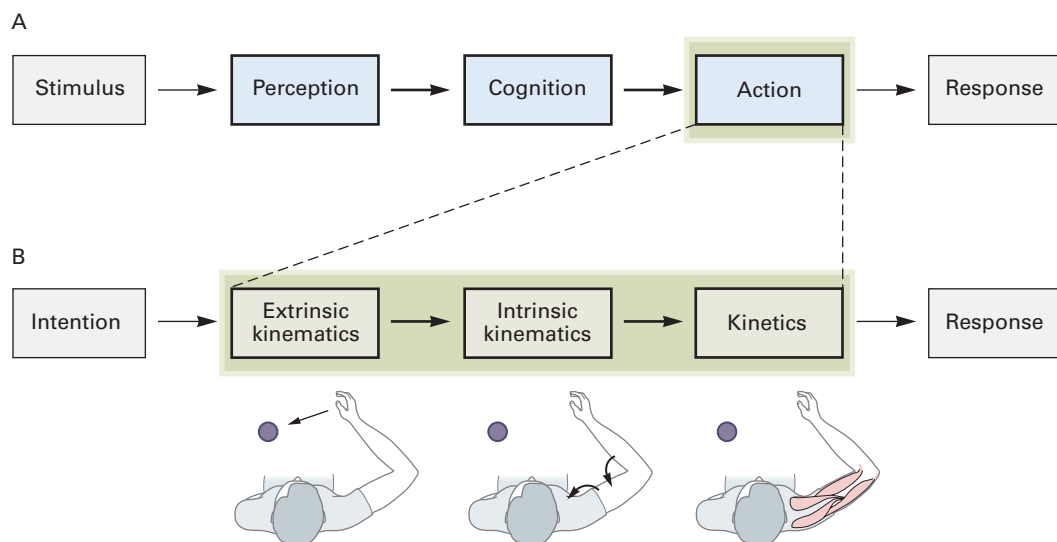 A
Stimulus
Perception
Cognition
Action
Response
B
Intention
Extrinsic
kinematics
Intrinsic
kinematics
Kinetics
Response